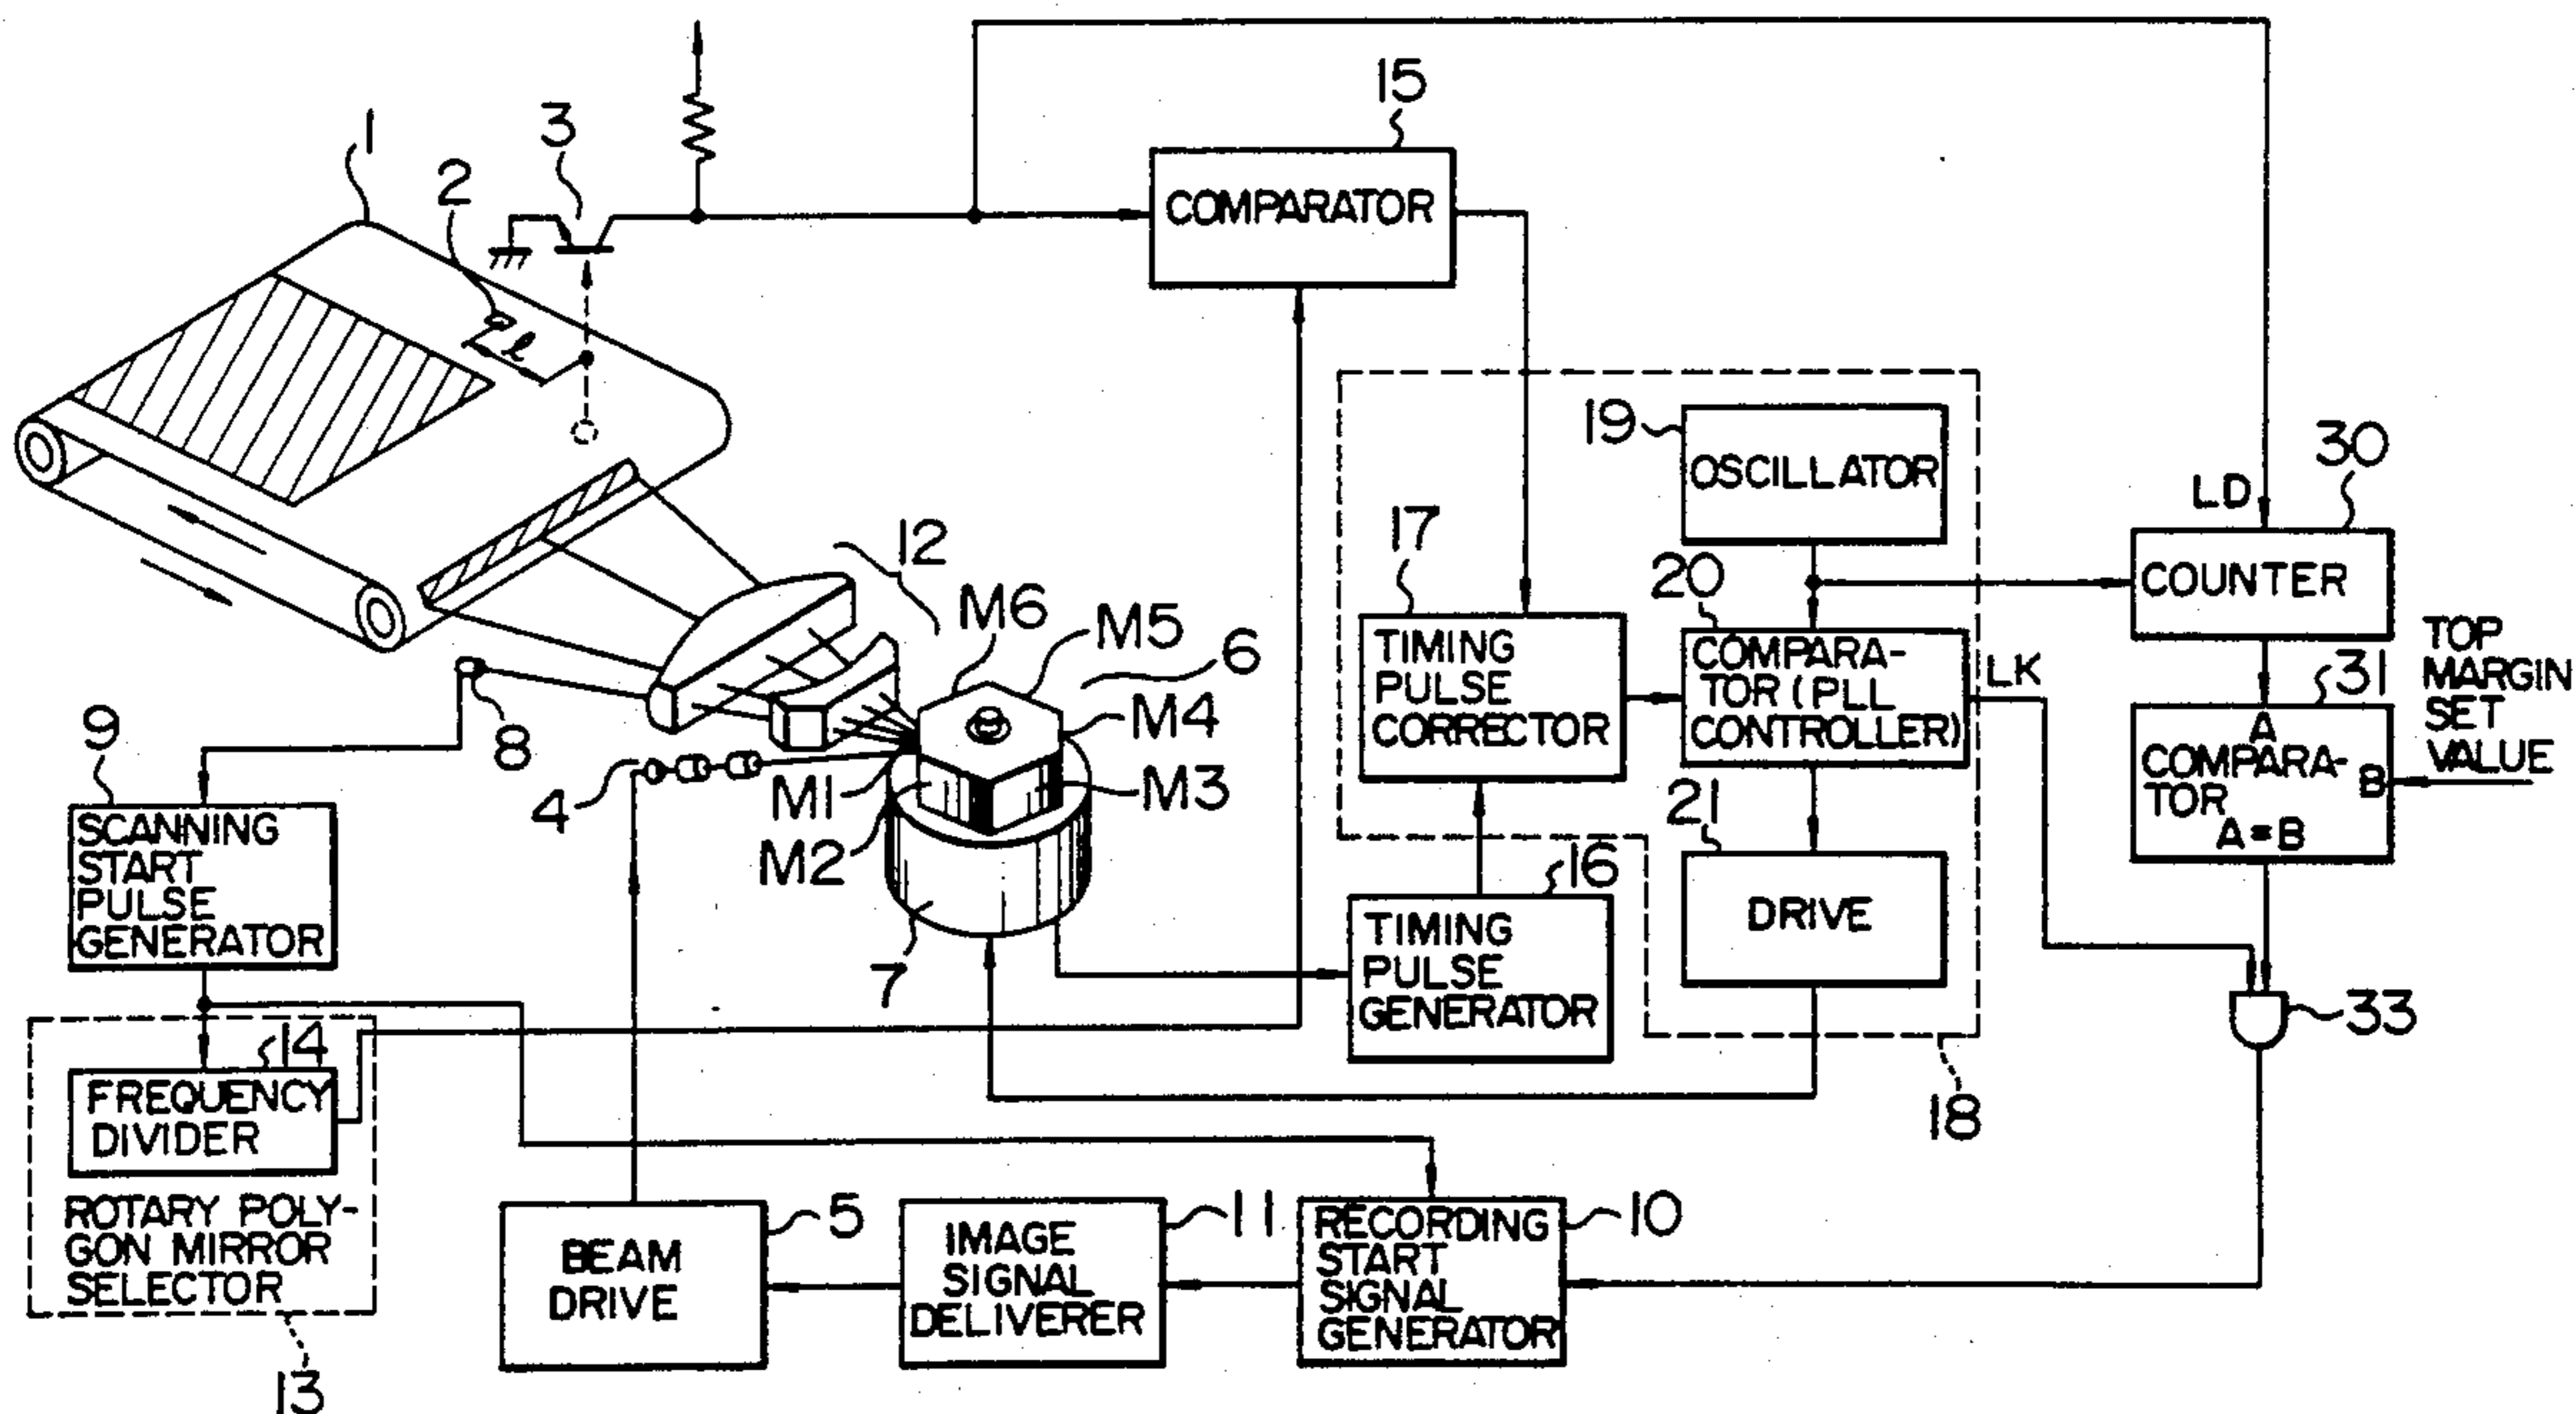 1
2
3
ℓ
15
COMPARATOR
12
M6
M5
6
M4
M3
M1
M2
7
4
8
9
SCANNING
START
PULSE
GENERATOR
14
FREQUENCY
DIVIDER
ROTARY POLY-
GON MIRROR
SELECTOR
13
17
TIMING
PULSE
CORRECTOR
16
TIMING
PULSE
GENERATOR
19
OSCILLATOR
20
COMPARA-
TOR (PLL
CONTROLLER)
LK
21
DRIVE
18
LD
30
COUNTER
31
A
COMPARA-
TOR
B
A=B
TOP
MARGIN
SET
VALUE
33
5
BEAM
DRIVE
11
IMAGE
SIGNAL
DELIVERER
10
RECORDING
START
SIGNAL
GENERATOR